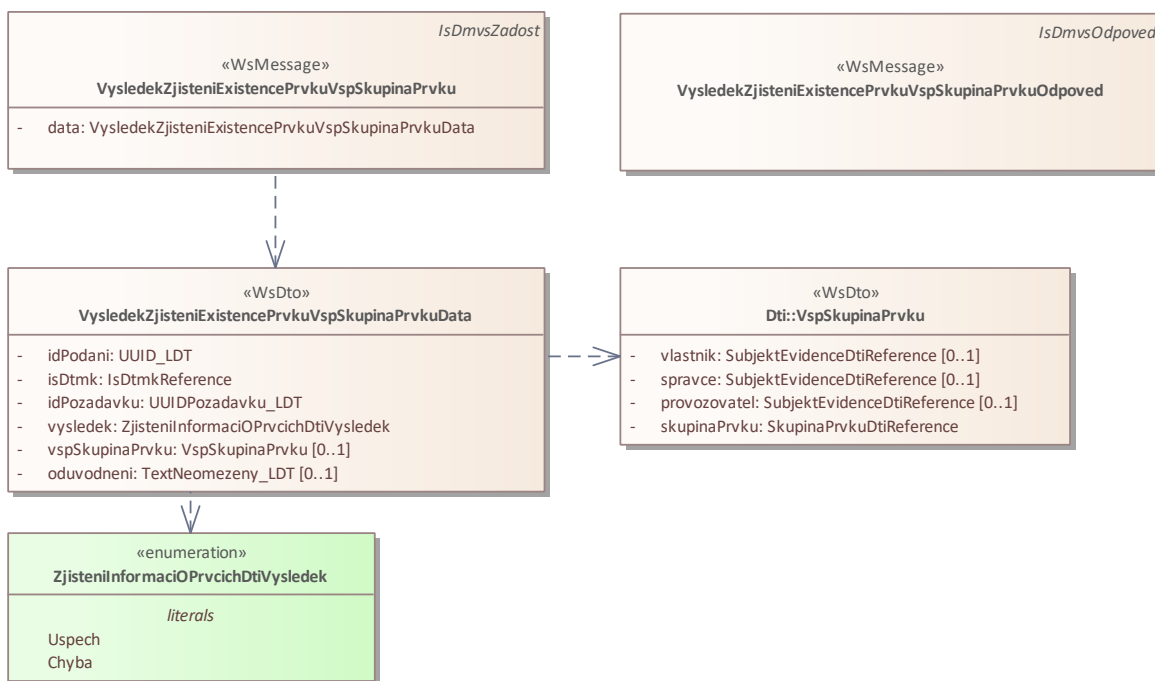 IsDmvsZadost
«WsMessage»
VysledekZjisteniExistencePrvkuVspSkupinaPrvku
- data: VysledekZjisteniExistencePrvkuVspSkupinaPrvkuData
IsDmvsOdpoved
«WsMessage»
VysledekZjisteniExistencePrvkuVspSkupinaPrvkuOdpoved
«WsDto»
VysledekZjisteniExistencePrvkuVspSkupinaPrvkuData
- idPodani: UUID_LDT
- isDtmk: IsDtmkReference
- idPozadavku: UUIDPozadavku_LDT
- vysledek: ZjisteniInformaciOPrvcichDtiVysledek
- vspSkupinaPrvku: VspSkupinaPrvku [0..1]
- oduvodneni: TextNeomezeny_LDT [0..1]
«WsDto»
Dti::VspSkupinaPrvku
- vlastnik: SubjektEvidenceDtiReference [0..1]
- spravce: SubjektEvidenceDtiReference [0..1]
- provozovatel: SubjektEvidenceDtiReference [0..1]
- skupinaPrvku: SkupinaPrvkuDtiReference
«enumeration»
ZjisteniInformaciOPrvcichDtiVysledek
literals
Uspech
Chyba